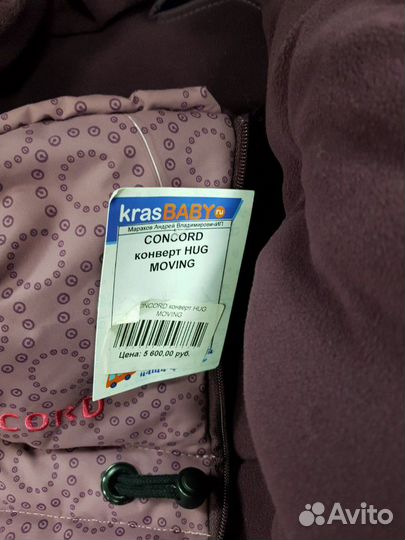 krasBABY.ru
Мараков Андрей Владимирович-ИП
CONCORD
конверт HUG
MOVING
ONCORD конверт HUG
MOVING
Цена: 5 600,00 руб.
CORD
Avito